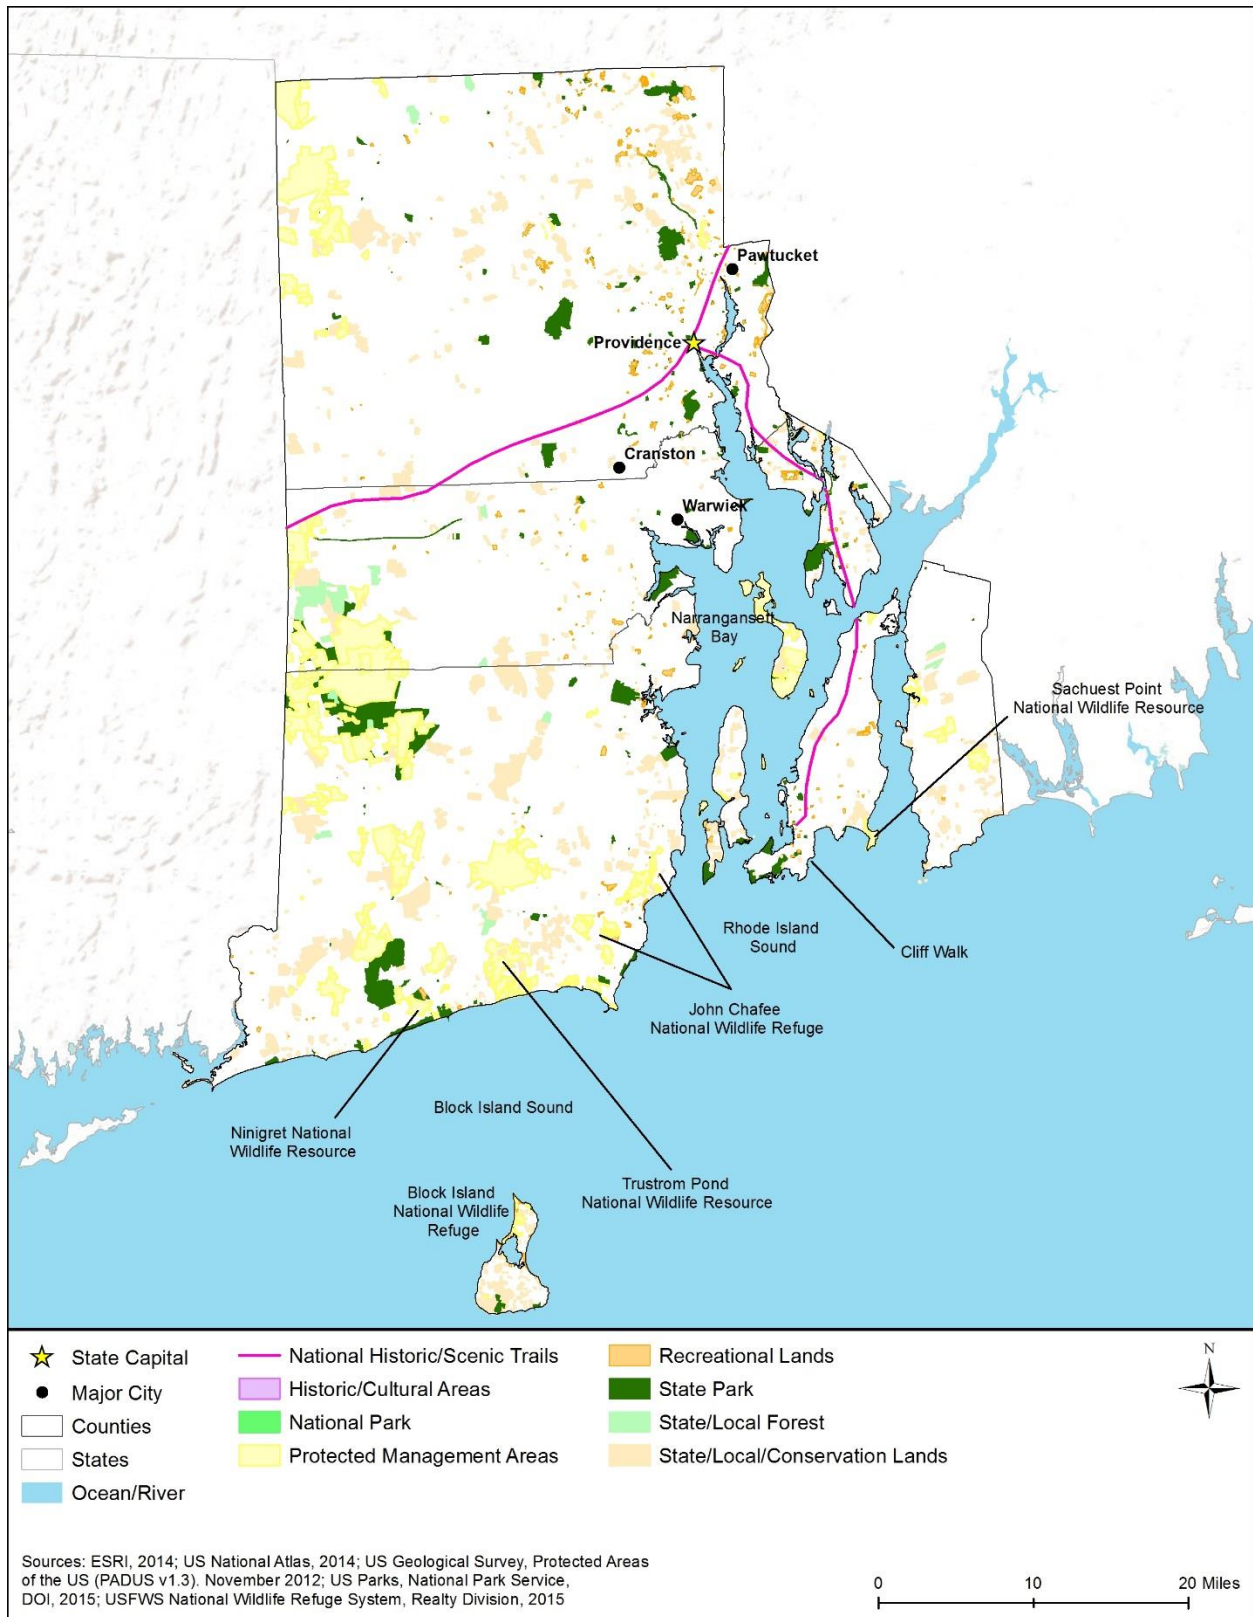 Pawtucket
Providence
Cranston
Warwick
Narragansett
Bay
Sachuest Point
National Wildlife Resource
Rhode Island
Sound
Cliff Walk
John Chafee
National Wildlife Refuge
Block Island Sound
Ninigret National
Wildlife Resource
Trustrom Pond
National Wildlife Resource
Block Island
National Wildlife
Refuge
State Capital
Major City
Counties
States
Ocean/River
National Historic/Scenic Trails
Historic/Cultural Areas
National Park
Protected Management Areas
Recreational Lands
State Park
State/Local Forest
State/Local/Conservation Lands
N
Sources: ESRI, 2014; US National Atlas, 2014; US Geological Survey, Protected Areas
of the US (PADUS v1.3). November 2012; US Parks, National Park Service,
DOI, 2015; USFWS National Wildlife Refuge System, Realty Division, 2015
0 10 20 Miles